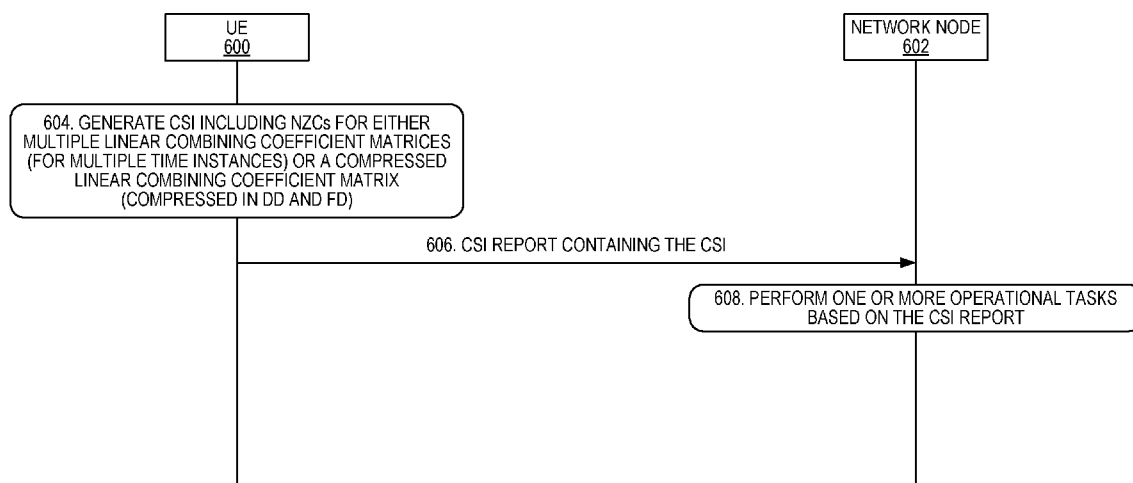 UE
600
NETWORK NODE
602
604. GENERATE CSI INCLUDING NZCs FOR EITHER
MULTIPLE LINEAR COMBINING COEFFICIENT MATRICES
(FOR MULTIPLE TIME INSTANCES) OR A COMPRESSED
LINEAR COMBINING COEFFICIENT MATRIX
(COMPRESSED IN DD AND FD)
606. CSI REPORT CONTAINING THE CSI
608. PERFORM ONE OR MORE OPERATIONAL TASKS
BASED ON THE CSI REPORT